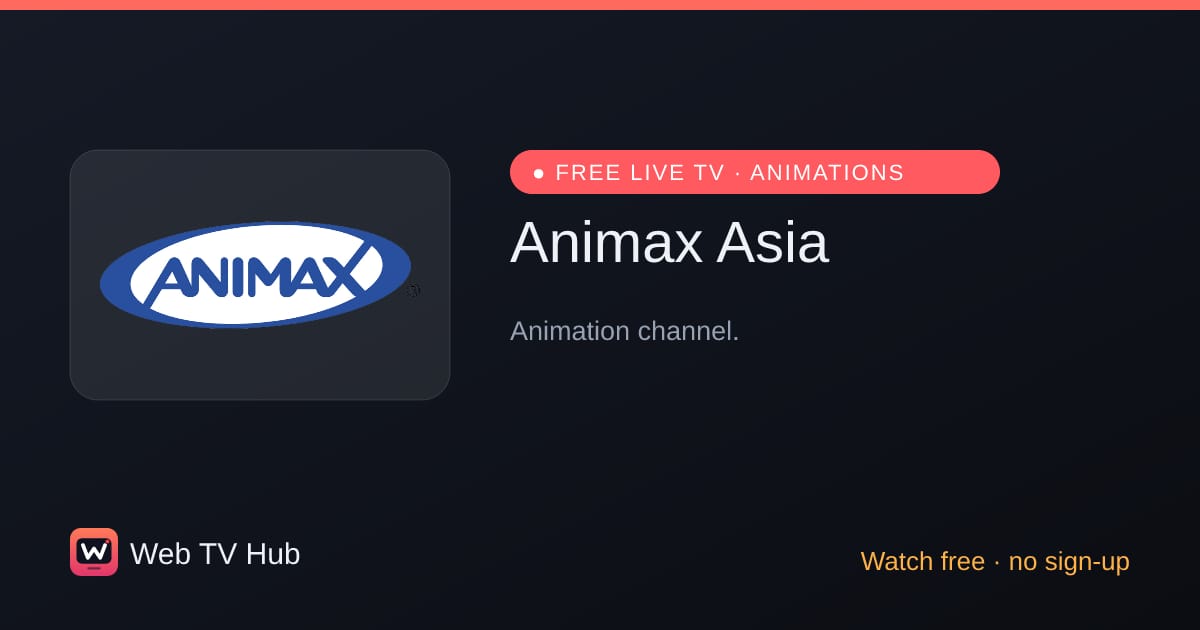 FREE LIVE TV · ANIMATIONS
ANIMAX
Animax Asia
Animation channel.
W
Web TV Hub
Watch free · no sign-up